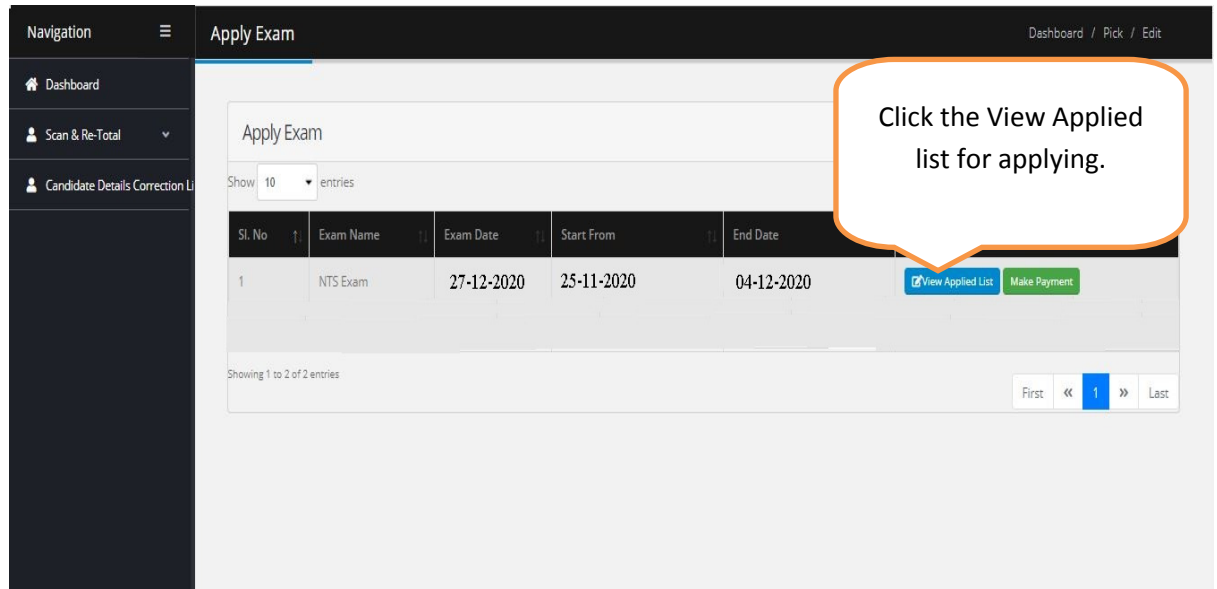 Navigation
Apply Exam
Dashboard / Pick / Edit
Dashboard
Scan & Re-Total
Candidate Details Correction Li
Click the View Applied
list for applying.
Apply Exam
Show 10 entries
Sl. No Exam Name Exam Date Start From End Date
1 NTS Exam 27-12-2020 25-11-2020 04-12-2020 View Applied List Make Payment
Showing 1 to 2 of 2 entries
First « 1 » Last